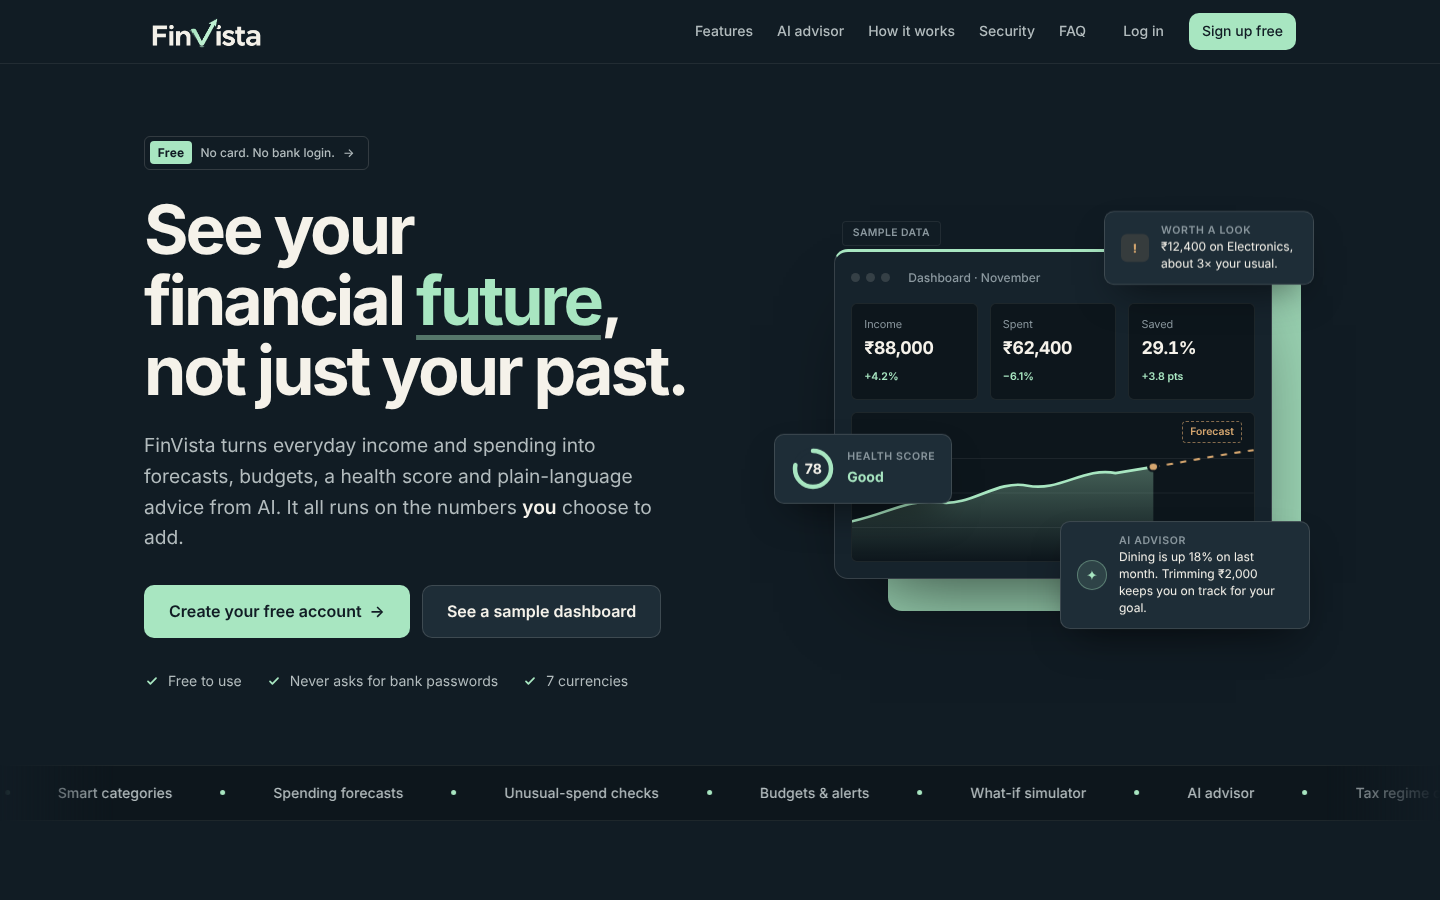 FinVista
Features AI advisor How it works Security FAQ Log in Sign up free
Free No card. No bank login. →
See your
financial future,
not just your past.
FinVista turns everyday income and spending into
forecasts, budgets, a health score and plain-language
advice from AI. It all runs on the numbers you choose to
add.
Create your free account →
See a sample dashboard
Free to use
Never asks for bank passwords
7 currencies
SAMPLE DATA
WORTH A LOOK
!
₹12,400 on Electronics,
about 3× your usual.
Dashboard · November
Income
₹88,000
+4.2%
Spent
₹62,400
−6.1%
Saved
29.1%
+3.8 pts
Forecast
78
HEALTH SCORE
Good
AI ADVISOR
Dining is up 18% on last
month. Trimming ₹2,000
keeps you on track for your
goal.
Smart categories • Spending forecasts • Unusual-spend checks • Budgets & alerts • What-if simulator • AI advisor • Tax regime